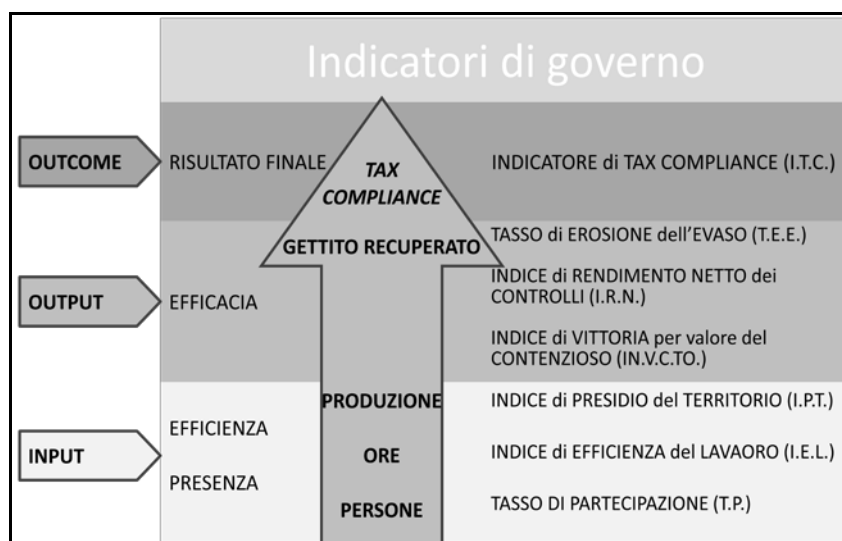 Indicatori di governo
OUTCOME
RISULTATO FINALE
TAX
COMPLIANCE
INDICATORE di TAX COMPLIANCE (I.T.C.)
GETTITO RECUPERATO
TASSO di EROSIONE dell'EVASO (T.E.E.)
OUTPUT
EFFICACIA
INDICE di RENDIMENTO NETTO dei
CONTROLLI (I.R.N.)
INDICE di VITTORIA per valore del
CONTENZIOSO (IN.V.C.TO.)
INPUT
EFFICIENZA
PRESENZA
PRODUZIONE
ORE
PERSONE
INDICE di PRESIDIO del TERRITORIO (I.P.T.)
INDICE di EFFICIENZA del LAVAORO (I.E.L.)
TASSO DI PARTECIPAZIONE (T.P.)